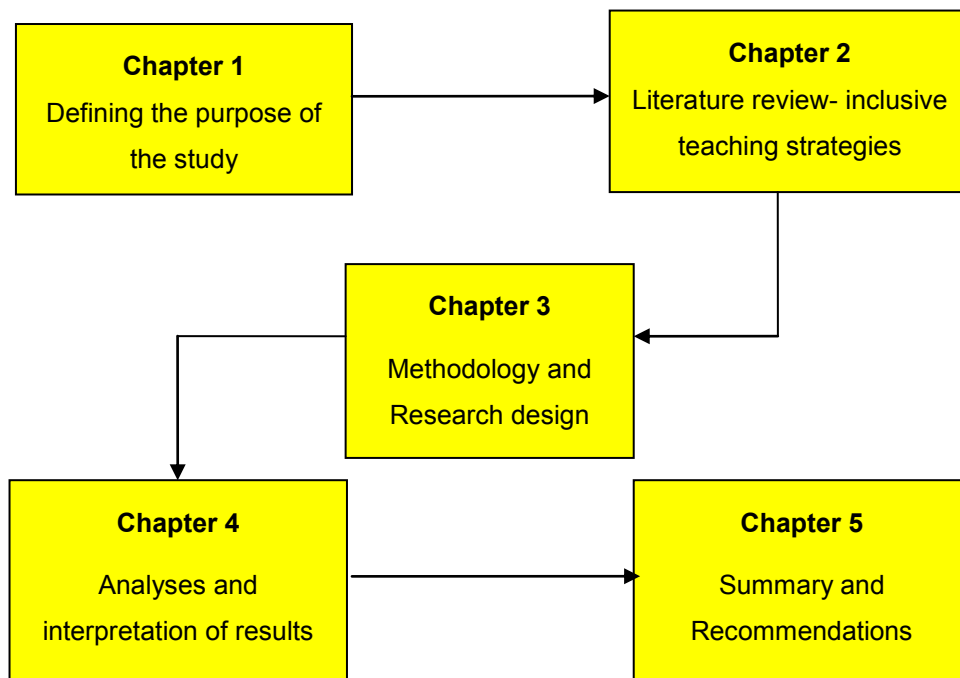 Chapter 1
Defining the purpose of
the study
Chapter 2
Literature review- inclusive
teaching strategies
Chapter 3
Methodology and
Research design
Chapter 4
Analyses and
interpretation of results
Chapter 5
Summary and
Recommendations